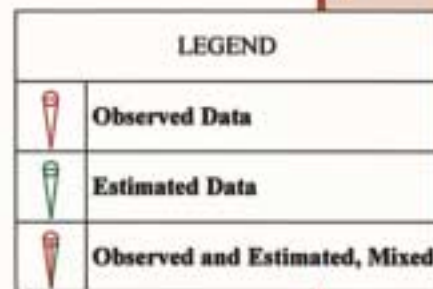 LEGEND
Observed Data
Estimated Data
Observed and Estimated, Mixed